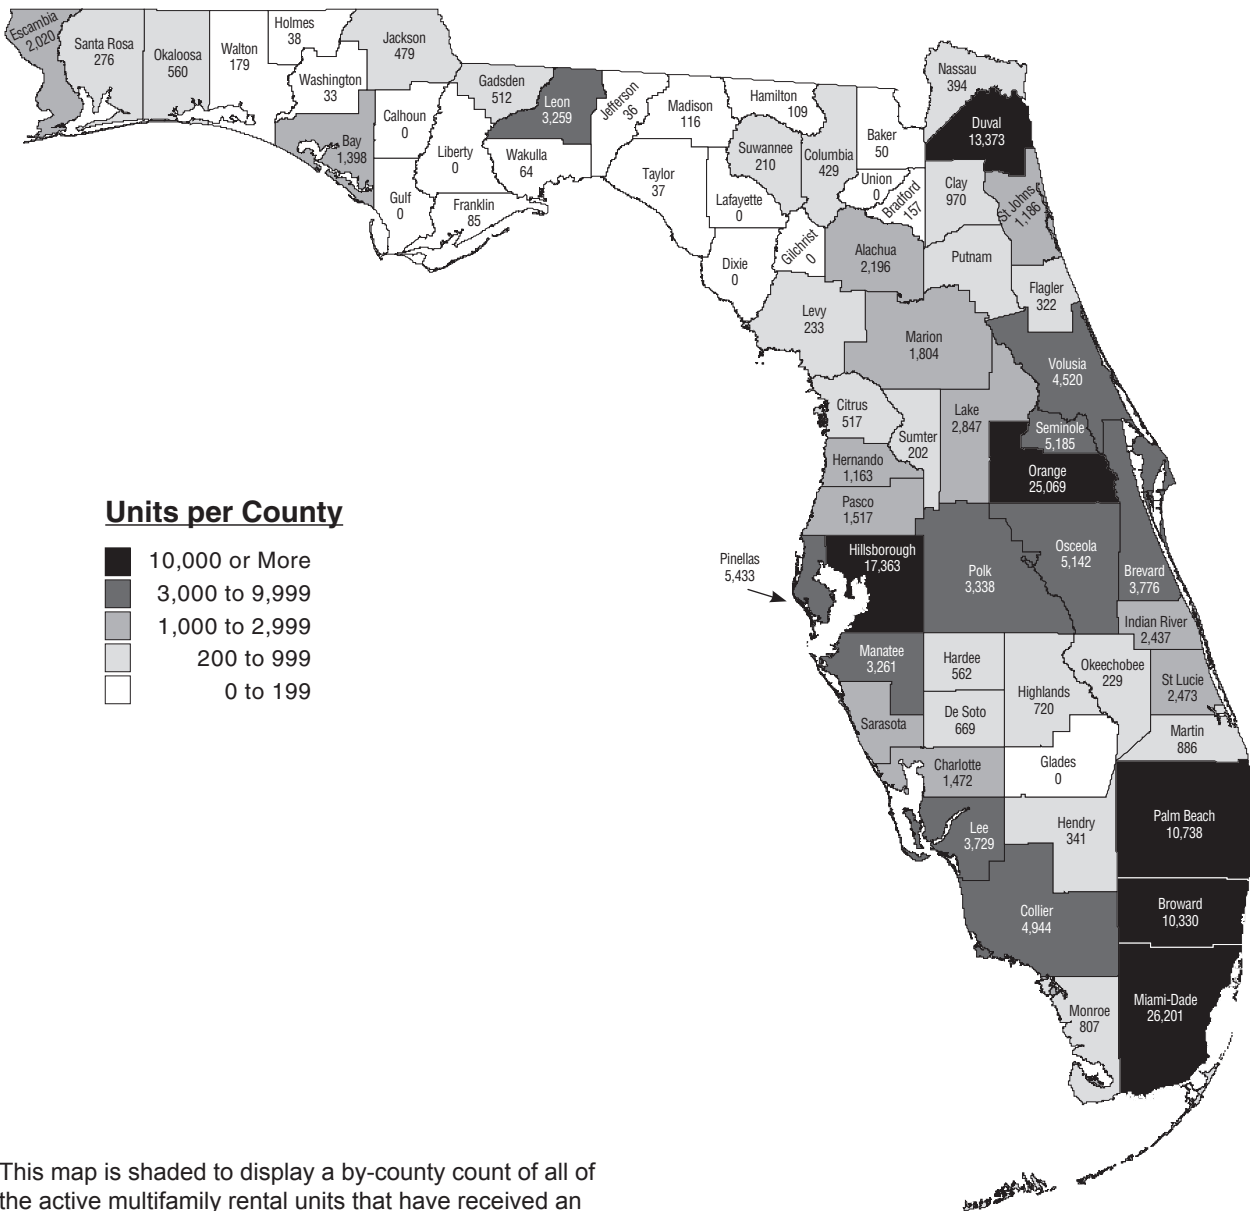 Escambia
2,020
Santa Rosa
276
Okaloosa
560
Walton
179
Holmes
38
Washington
33
Jackson
479
Bay
1,398
Calhoun
0
Gulf
0
Liberty
0
Gadsden
512
Leon
3,259
Wakulla
64
Franklin
85
Jefferson
36
Madison
116
Taylor
37
Hamilton
109
Suwannee
210
Lafayette
0
Dixie
0
Columbia
429
Gilchrist
0
Baker
50
Union
0
Bradford
157
Nassau
394
Duval
13,373
Clay
970
St Johns
1,186
Alachua
2,196
Putnam
Flagler
322
Levy
233
Marion
1,804
Volusia
4,520
Citrus
517
Sumter
202
Lake
2,847
Seminole
5,185
Orange
25,069
Hernando
1,163
Pasco
1,517
Units per County
10,000 or More
3,000 to 9,999
1,000 to 2,999
200 to 999
0 to 199
Pinellas
5,433
Hillsborough
17,363
Polk
3,338
Osceola
5,142
Brevard
3,776
Indian River
2,437
Manatee
3,261
Hardee
562
Highlands
720
Okeechobee
229
St Lucie
2,473
Sarasota
De Soto
669
Martin
886
Charlotte
1,472
Glades
0
Lee
3,729
Hendry
341
Palm Beach
10,738
Collier
4,944
Broward
10,330
Monroe
807
Miami-Dade
26,201
This map is shaded to display a by-county count of all of
the active multifamily rental units that have received an